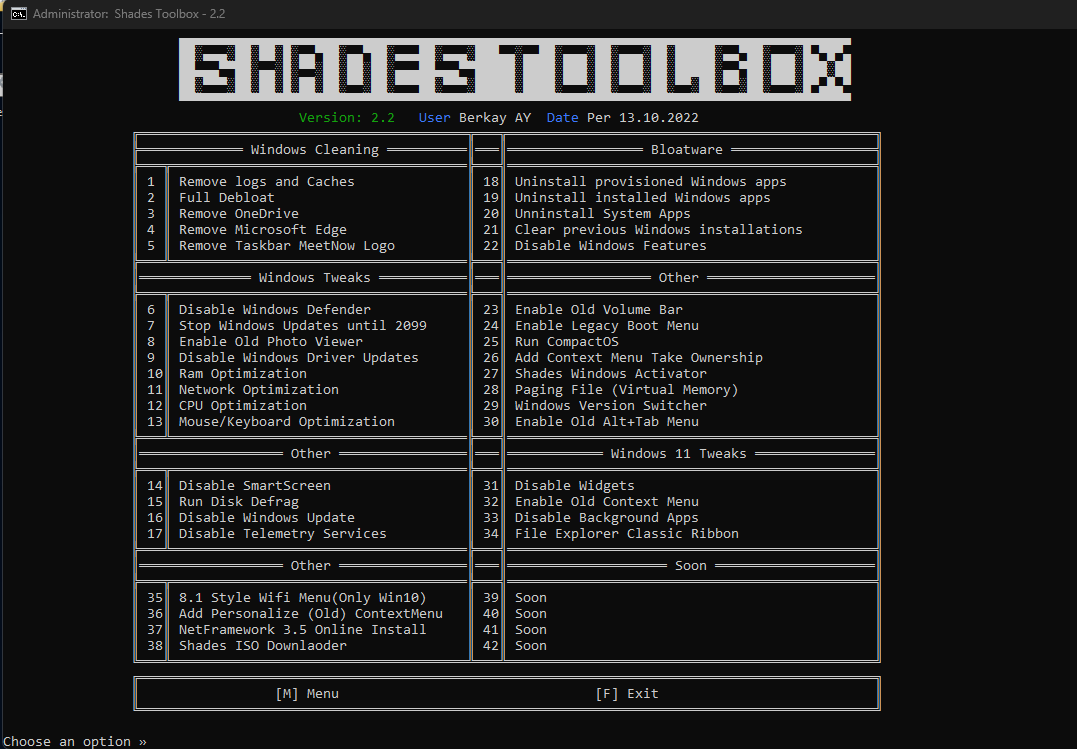 Administrator: Shades Toolbox - 2.2
SHADES TOOLBOX
Version: 2.2 User Berkay AY Date Per 13.10.2022
Windows Cleaning
Bloatware
1 Remove logs and Caches
2 Full Debloat
3 Remove OneDrive
4 Remove Microsoft Edge
5 Remove Taskbar MeetNow Logo
18 Uninstall provisioned Windows apps
19 Uninstall installed Windows apps
20 Unninstall System Apps
21 Clear previous Windows installations
22 Disable Windows Features
Windows Tweaks
Other
6 Disable Windows Defender
7 Stop Windows Updates until 2099
8 Enable Old Photo Viewer
9 Disable Windows Driver Updates
10 Ram Optimization
11 Network Optimization
12 CPU Optimization
13 Mouse/Keyboard Optimization
23 Enable Old Volume Bar
24 Enable Legacy Boot Menu
25 Run CompactOS
26 Add Context Menu Take Ownership
27 Shades Windows Activator
28 Paging File (Virtual Memory)
29 Windows Version Switcher
30 Enable Old Alt+Tab Menu
Other
Windows 11 Tweaks
14 Disable SmartScreen
15 Run Disk Defrag
16 Disable Windows Update
17 Disable Telemetry Services
31 Disable Widgets
32 Enable Old Context Menu
33 Disable Background Apps
34 File Explorer Classic Ribbon
Other
Soon
35 8.1 Style Wifi Menu(Only Win10)
36 Add Personalize (Old) ContextMenu
37 NetFramework 3.5 Online Install
38 Shades ISO Downlaoder
39 Soon
40 Soon
41 Soon
42 Soon
[M] Menu
[F] Exit
Choose an option »